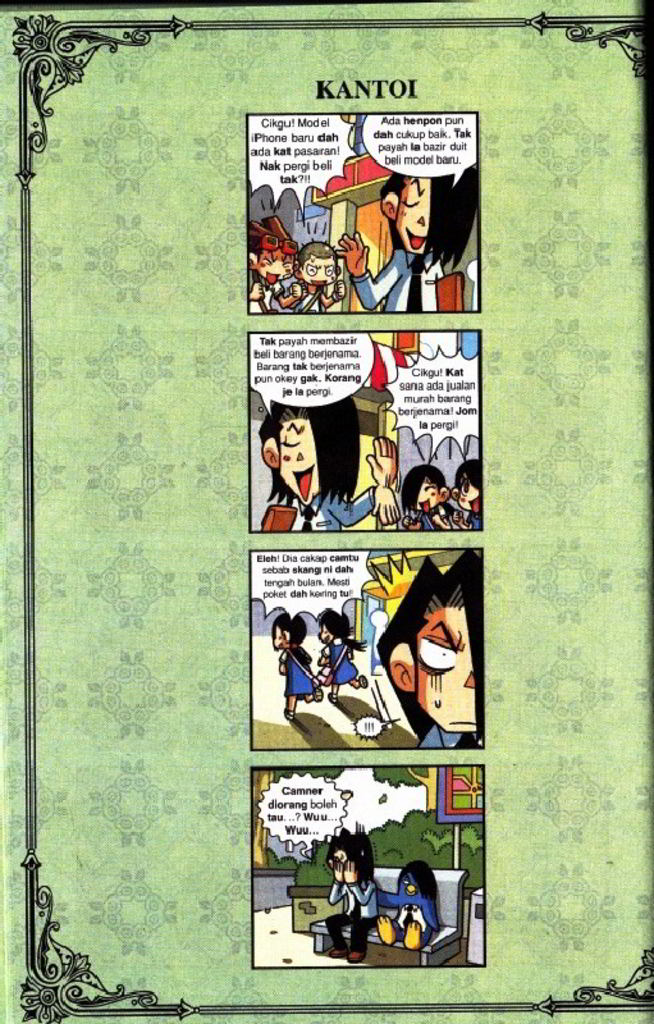 KANTOI
Cikgu! Model
iPhone baru dah
ada kat pasaran!
Nak pergi beli
tak?!!
Ada henpon pun
dah cukup baik. Tak
payah la bazir duit
beli model baru.
Tak payah membazir
beli barang berjenama.
Barang tak berjenama
pun okey gak. Korang
je la pergi.
Cikgu! Kat
sana ada jualan
murah barang
berjenama! Jom
la pergi!
Eleh! Dia cakap camtu
sebab skang ni dah
tengah bulan. Mesti
poket dah kering tu!
!!!
Camner
diorang boleh
tau...? Wuu...
Wuu...